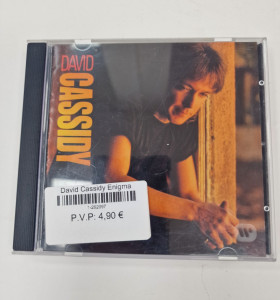 DAVID
CASSIDY
David Cassidy Enigma
P.V.P: 4,90 €